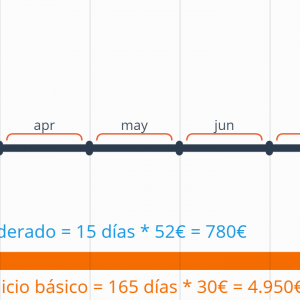 apr may jun
derado = 15 días * 52€ = 780€
icio básico = 165 días * 30€ = 4.950€